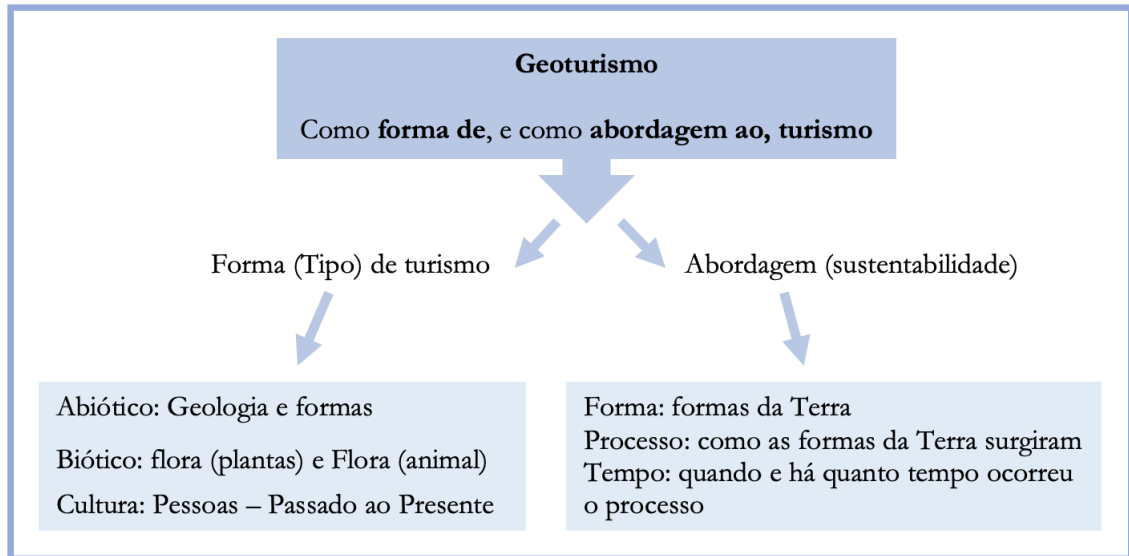 Geoturismo
Como forma de, e como abordagem ao, turismo
Forma (Tipo) de turismo
Abordagem (sustentabilidade)
Abiótico: Geologia e formas
Biótico: flora (plantas) e Flora (animal)
Cultura: Pessoas – Passado ao Presente
Forma: formas da Terra
Processo: como as formas da Terra surgiram
Tempo: quando e há quanto tempo ocorreu
o processo